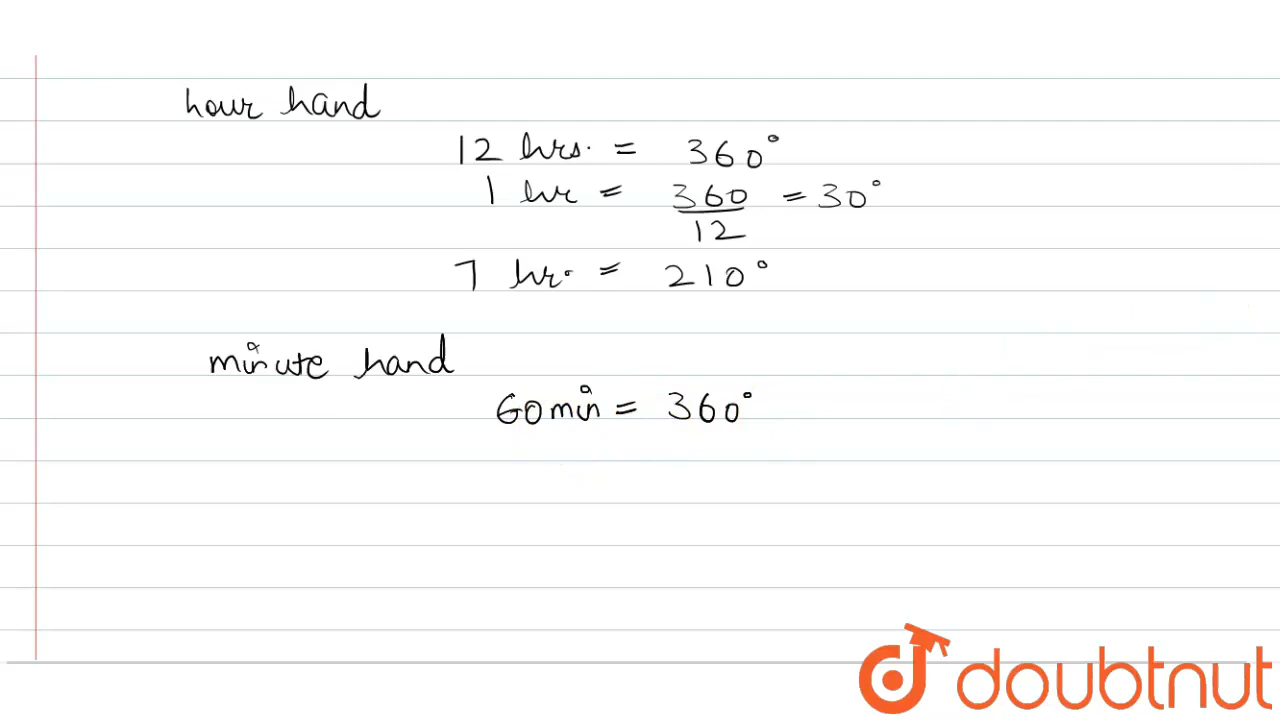 hour hand
12 hrs. = 360°
1 hr = 360/12 = 30°
7 hr. = 210°
minute hand
60 min = 360°
doubtnut